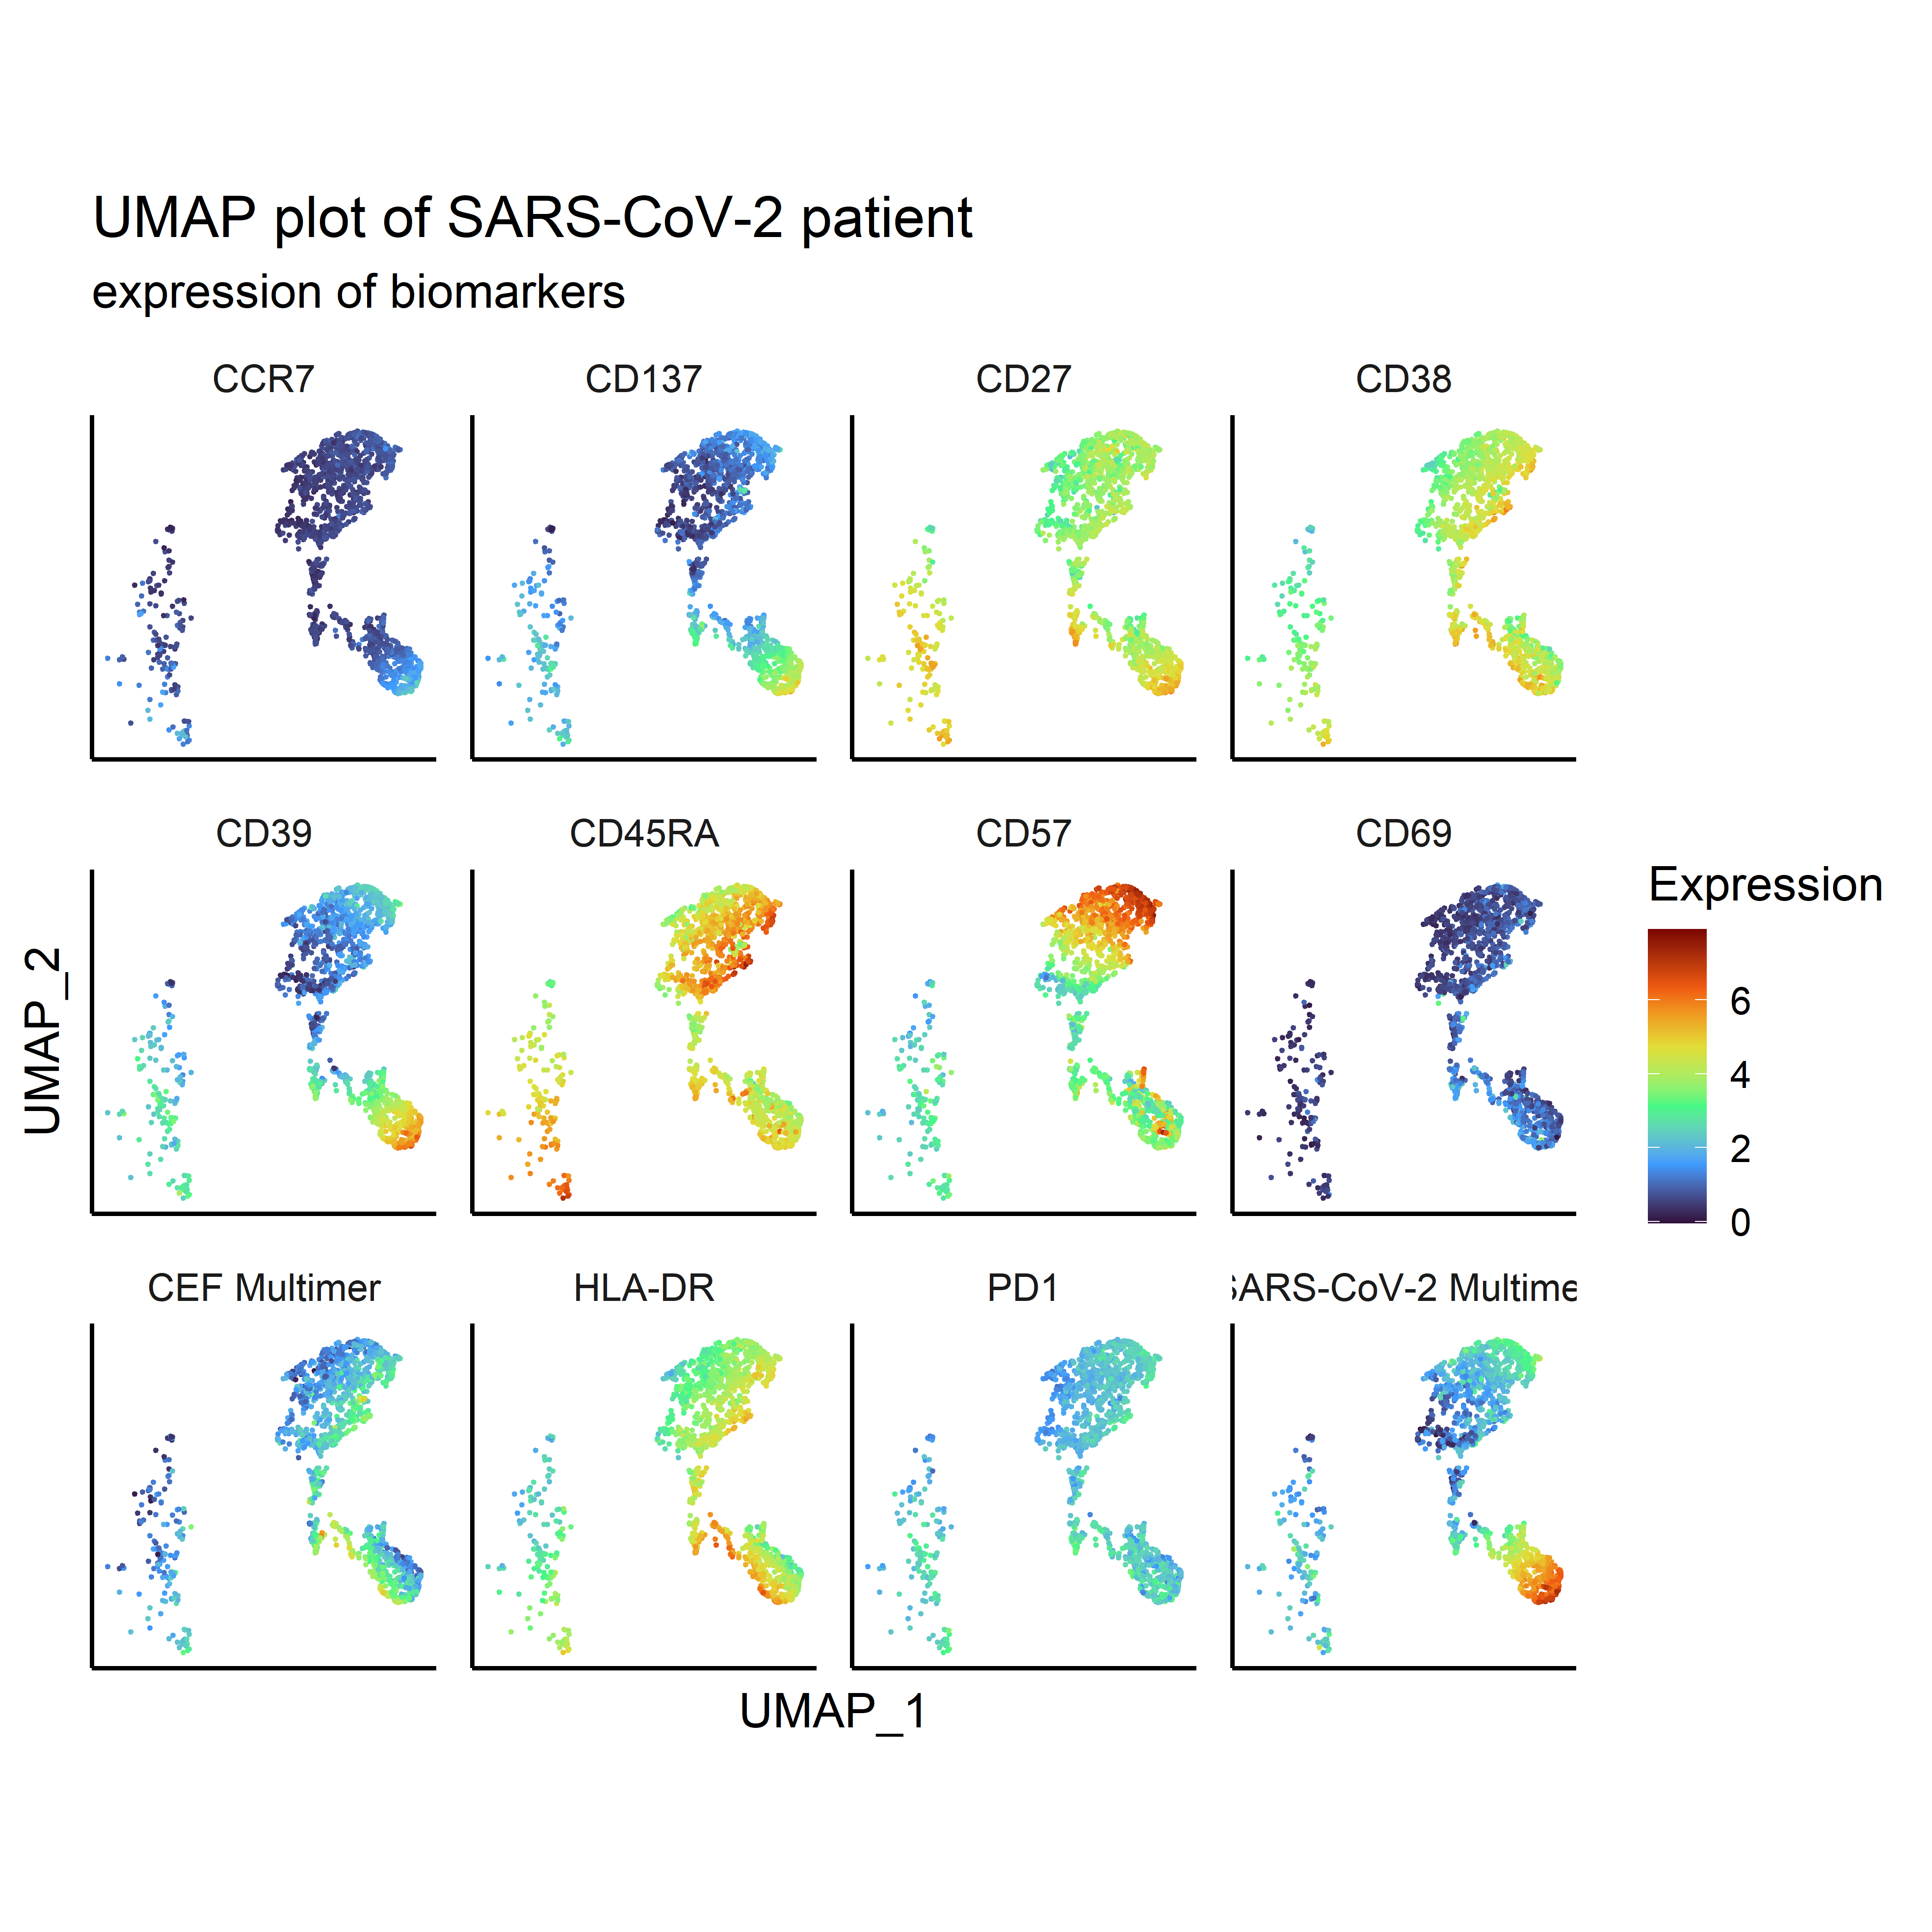 UMAP plot of SARS-CoV-2 patient
expression of biomarkers
CCR7 CD137 CD27 CD38
CD39 CD45RA CD57 CD69
CEF Multimer HLA-DR PD1 SARS-CoV-2 Multime
UMAP_2
UMAP_1
Expression
6
4
2
0